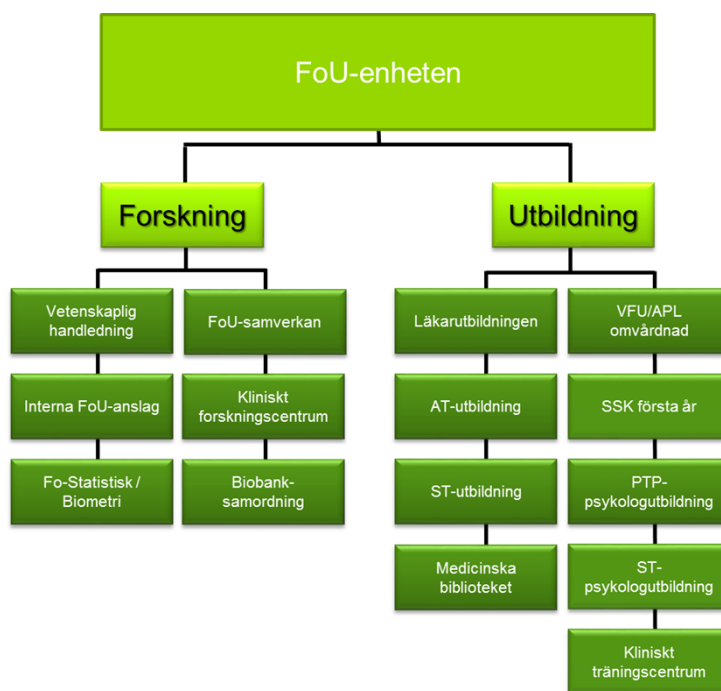 FoU-enheten
Forskning
Utbildning
Vetenskaplig
handledning
FoU-samverkan
Läkarutbildningen
VFU/APL
omvårdnad
Interna FoU-anslag
Kliniskt
forskningscentrum
AT-utbildning
SSK första år
Fo-Statistisk /
Biometri
Biobank-
samordning
ST-utbildning
PTP-
psykologutbildning
Medicinska
biblioteket
ST-
psykologutbildning
Kliniskt
träningscentrum